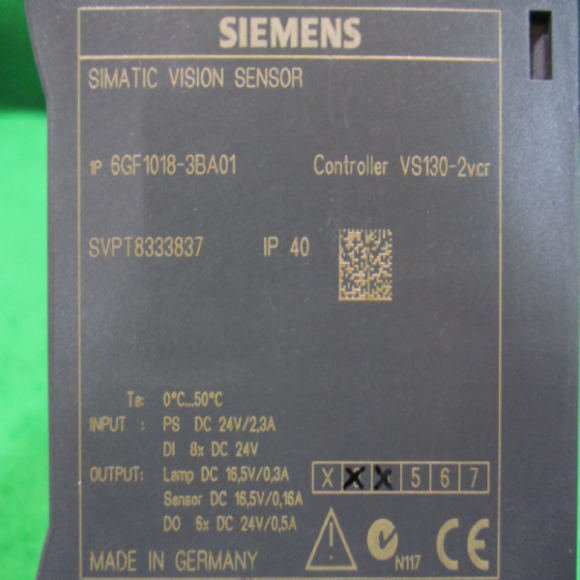 SIEMENS
SIMATIC VISION SENSOR
1P 6GF1018-3BA01 Controller VS130-2vcr
SVPT8333837 IP 40
Ta: 0°C...50°C
INPUT : PS DC 24V/2,3A
DI 8x DC 24V
OUTPUT: Lamp DC 16,5V/0,3A X X X 5 6 7
Sensor DC 16,5V/0,16A
DO 6x DC 24V/0,5A
MADE IN GERMANY N117 CE